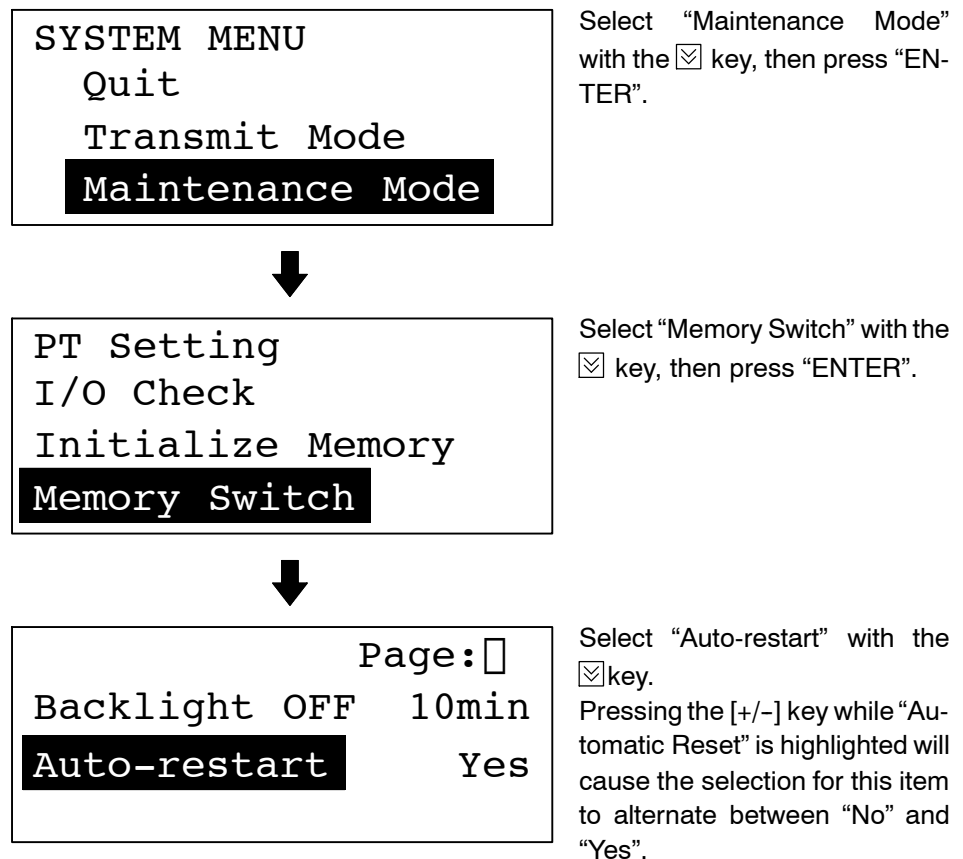 SYSTEM MENU
Quit
Transmit Mode
Maintenance Mode
Select “Maintenance Mode”
with the key, then press “EN-
TER”.
PT Setting
I/O Check
Initialize Memory
Memory Switch
Select “Memory Switch” with the
key, then press “ENTER”.
Page:
Backlight OFF 10min
Auto-restart Yes
Select “Auto-restart” with the
key.
Pressing the [+/-] key while “Au-
tomatic Reset” is highlighted will
cause the selection for this item
to alternate between “No” and
“Yes”.